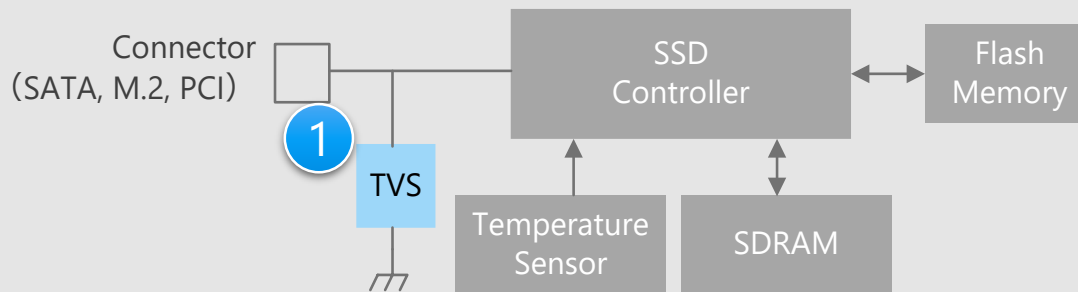 Connector
（SATA, M.2, PCI）
1
TVS
SSD
Controller
Flash
Memory
Temperature
Sensor
SDRAM